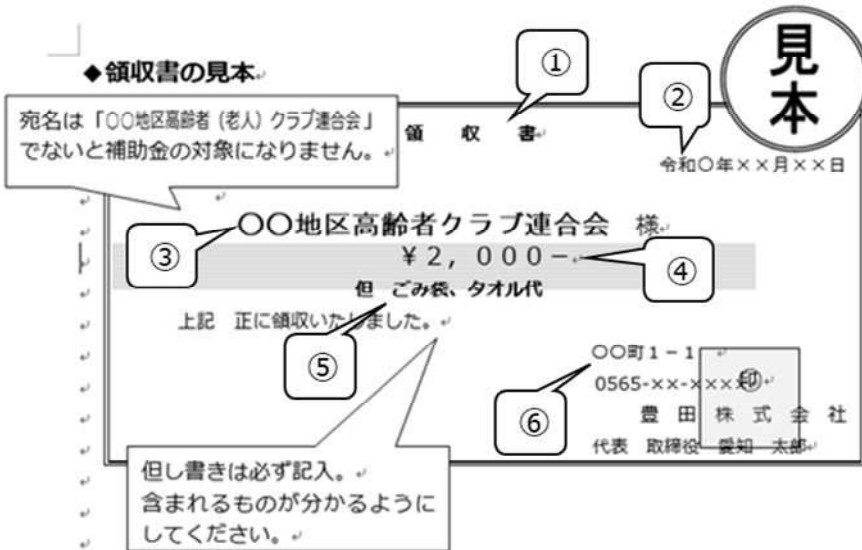 ◆領収書の見本
見本
①
②
宛名は「〇〇地区高齢者（老人）クラブ連合会」
でないと補助金の対象になりません。
領 収 書
令和〇年××月××日
③
〇〇地区高齢者クラブ連合会 様
￥２，０００－
④
但 ごみ袋、タオル代
上記 正に領収いたしました。
⑤
〇〇町１－１
0565-××-××××
印
⑥
豊 田 株 式 会 社
代表 取締役 愛知 太郎
但し書きは必ず記入。
含まれるものが分かるように
してください。